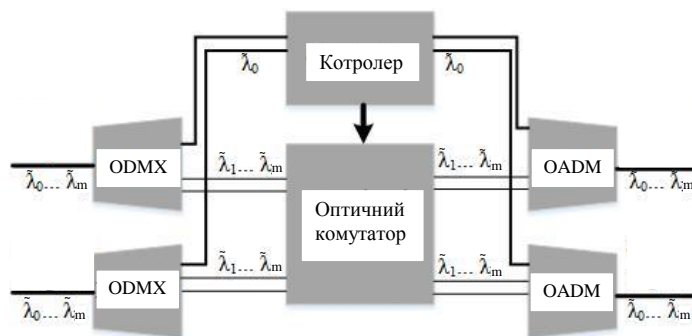 Котролер
λ̃₀
λ̃₀
ODMX
λ̃₀... λ̃ₘ
λ̃₁... λ̃ₘ
λ̃₁... λ̃ₘ
OADM
λ̃₀... λ̃ₘ
Оптичний
комутатор
ODMX
λ̃₀... λ̃ₘ
λ̃₁... λ̃ₘ
λ̃₁... λ̃ₘ
OADM
λ̃₀... λ̃ₘ